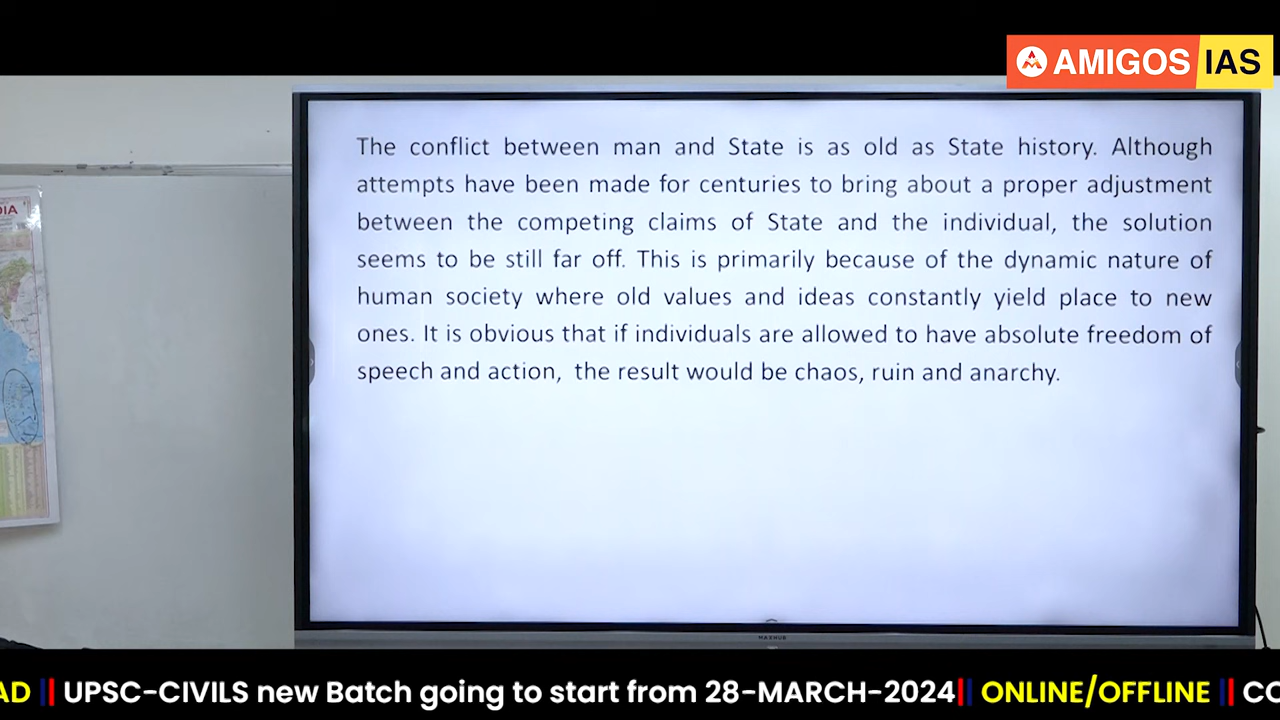 AMIGOS IAS
The conflict between man and State is as old as State history. Although
attempts have been made for centuries to bring about a proper adjustment
between the competing claims of State and the individual, the solution
seems to be still far off. This is primarily because of the dynamic nature of
human society where old values and ideas constantly yield place to new
ones. It is obvious that if individuals are allowed to have absolute freedom of
speech and action, the result would be chaos, ruin and anarchy.
MAXHUB
AD || UPSC-CIVILS new Batch going to start from 28-MARCH-2024|| ONLINE/OFFLINE || CO